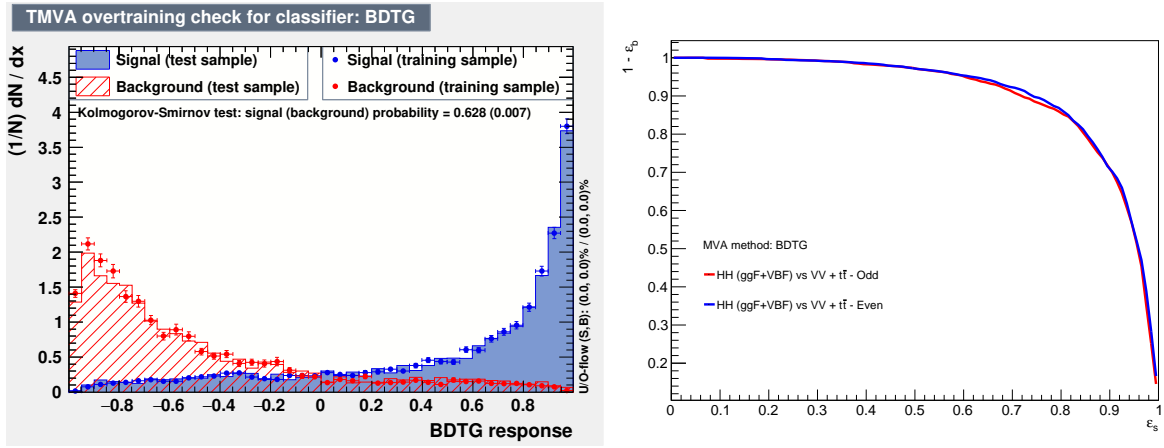 TMVA overtraining check for classifier: BDTG
(1/N) dN / dx
4.5
4
3.5
3
2.5
2
1.5
1
0.5
0
Signal (test sample)
Background (test sample)
Signal (training sample)
Background (training sample)
Kolmogorov-Smirnov test: signal (background) probability = 0.628 (0.007)
U/O-flow (S,B): (0.0, 0.0)% / (0.0, 0.0)%
−0.8 −0.6 −0.4 −0.2 0 0.2 0.4 0.6 0.8
BDTG response
1 - εb
1
0.9
0.8
0.7
0.6
0.5
0.4
0.3
0.2
MVA method: BDTG
HH (ggF+VBF) vs VV + tt̄ - Odd
HH (ggF+VBF) vs VV + tt̄ - Even
0 0.1 0.2 0.3 0.4 0.5 0.6 0.7 0.8 0.9 1
εs